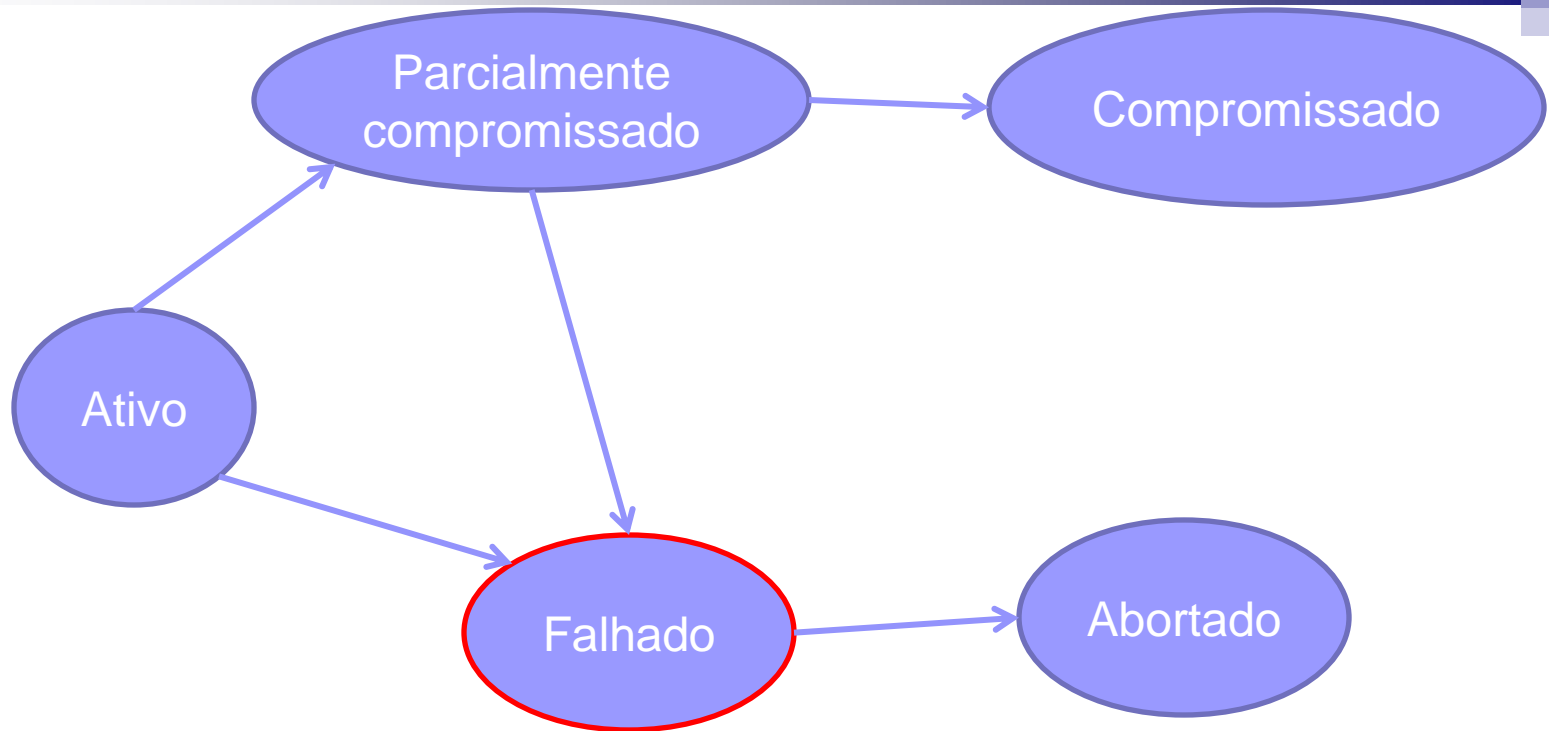 Parcialmente
compromissado
Compromissado
Ativo
Falhado
Abortado